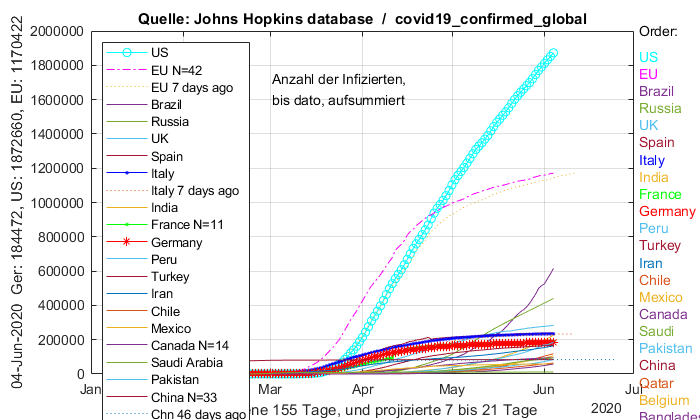 Quelle: Johns Hopkins database / covid19_confirmed_global
Order:
04-Jun-2020 Ger: 184472, US: 1872660, EU: 1170422
2000000
1800000
1600000
1400000
1200000
1000000
800000
600000
400000
200000
0
Anzahl der Infizierten,
bis dato, aufsummiert
US
EU N=42
EU 7 days ago
Brazil
Russia
UK
Spain
Italy
Italy 7 days ago
India
France N=11
Germany
Peru
Turkey
Iran
Chile
Mexico
Canada N=14
Saudi Arabia
Pakistan
China N=33
Chn 46 days ago
US
EU
Brazil
Russia
UK
Spain
Italy
India
France
Germany
Peru
Turkey
Iran
Chile
Mexico
Canada
Saudi
Pakistan
China
Qatar
Belgium
Banglades
Jan
Mar
Apr
May
Jun
Jul
155 Tage, und projizierte 7 bis 21 Tage
2020